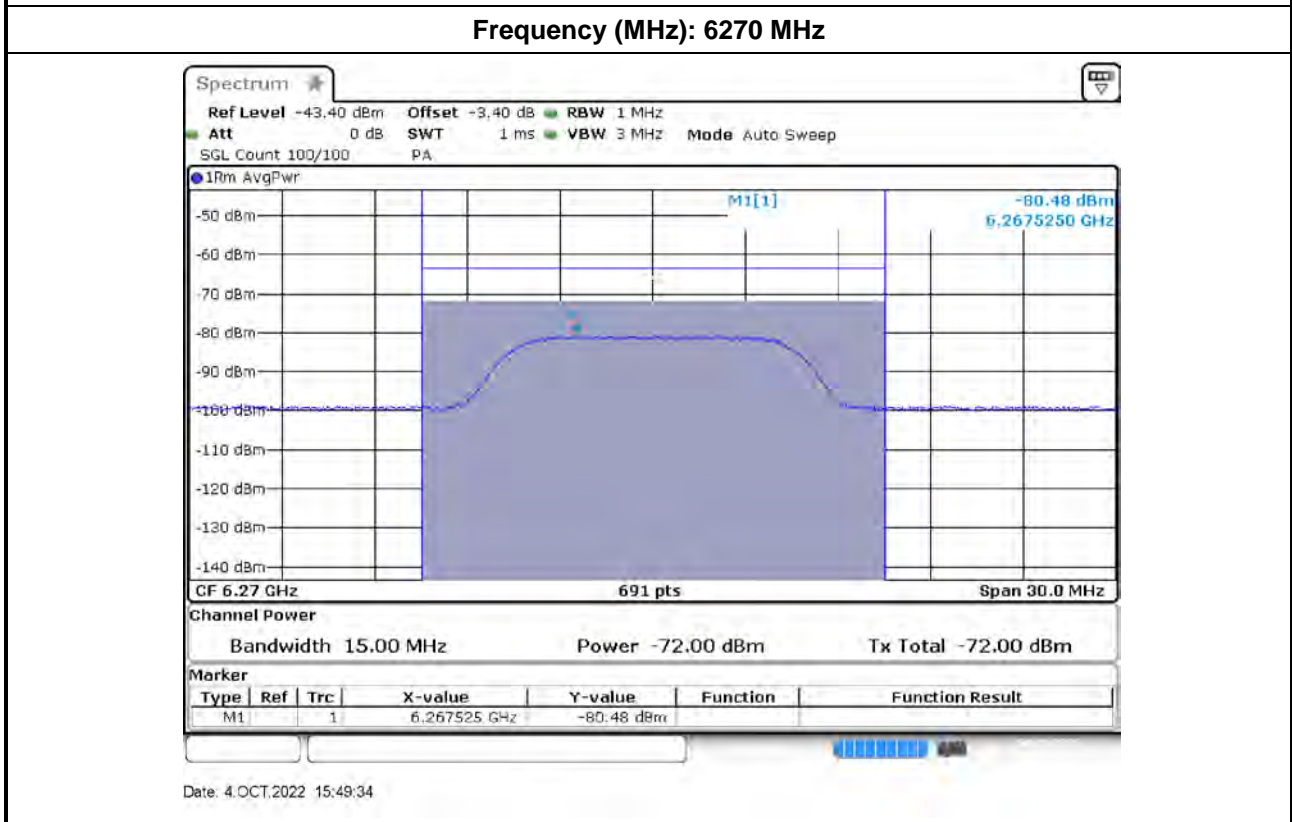 Frequency (MHz): 6270 MHz
Spectrum
Ref Level -43.40 dBm Offset -3.40 dB RBW 1 MHz
Att 0 dB SWT 1 ms VBW 3 MHz Mode Auto Sweep
SGL Count 100/100 PA
1Rm AvgPwr
M1[1] -80.48 dBm
6.2675250 GHz
-50 dBm
-60 dBm
-70 dBm
-80 dBm
-90 dBm
-100 dBm
-110 dBm
-120 dBm
-130 dBm
-140 dBm
CF 6.27 GHz 691 pts Span 30.0 MHz
Channel Power
Bandwidth 15.00 MHz Power -72.00 dBm Tx Total -72.00 dBm
Marker
Type Ref Trc X-value Y-value Function Function Result
M1 1 6.267525 GHz -80.48 dBm
Date: 4.OCT.2022 15:49:34